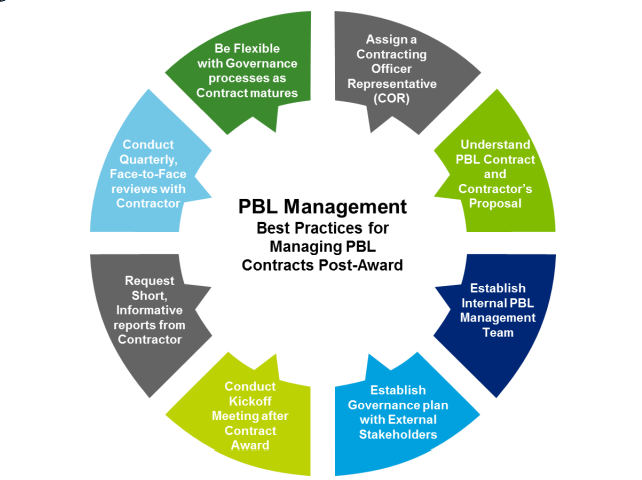 Be Flexible
with Governance
processes as
Contract matures
Assign a
Contracting
Officer
Representative
(COR)
Understand
PBL Contract
and
Contractor's
Proposal
Establish
Internal PBL
Management
Team
Establish
Governance plan
with External
Stakeholders
Conduct
Kickoff
Meeting after
Contract
Award
Request
Short,
Informative
reports from
Contractor
Conduct
Quarterly,
Face-to-Face
reviews with
Contractor
PBL Management
Best Practices for
Managing PBL
Contracts Post-Award